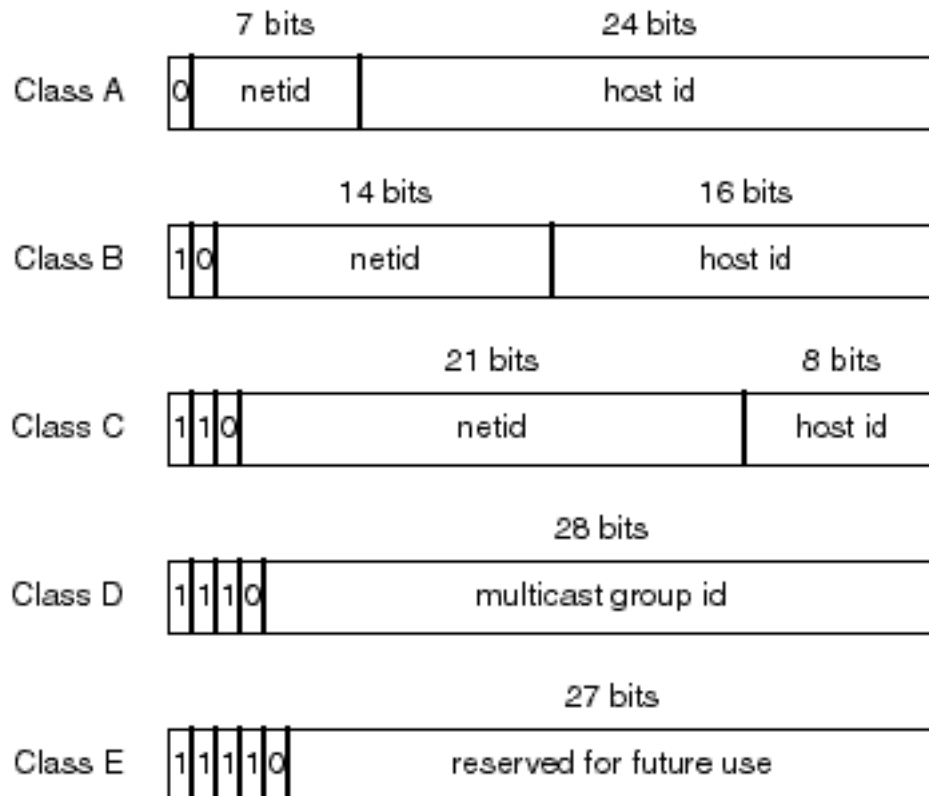 7 bits 24 bits
Class A 0 netid host id
14 bits 16 bits
Class B 1 0 netid host id
21 bits 8 bits
Class C 1 1 0 netid host id
28 bits
Class D 1 1 1 0 multicast group id
27 bits
Class E 1 1 1 1 0 reserved for future use